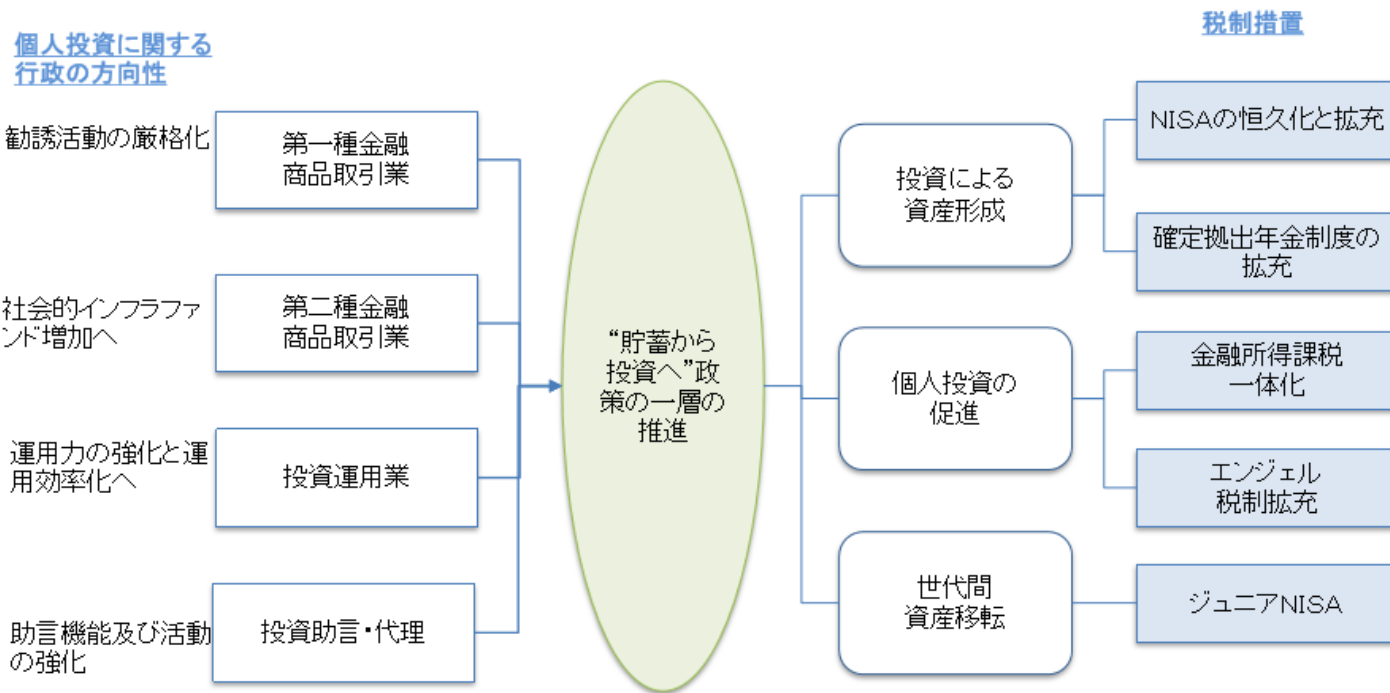 個人投資に関する
行政の方向性
勧誘活動の厳格化
第一種金融
商品取引業
社会的インフラファ
ンド増加へ
第二種金融
商品取引業
運用力の強化と運
用効率化へ
投資運用業
助言機能及び活動
の強化
投資助言・代理
“貯蓄から
投資へ”政
策の一層の
推進
投資による
資産形成
個人投資の
促進
世代間
資産移転
税制措置
NISAの恒久化と拡充
確定拠出年金制度の
拡充
金融所得課税
一体化
エンジェル
税制拡充
ジュニアNISA